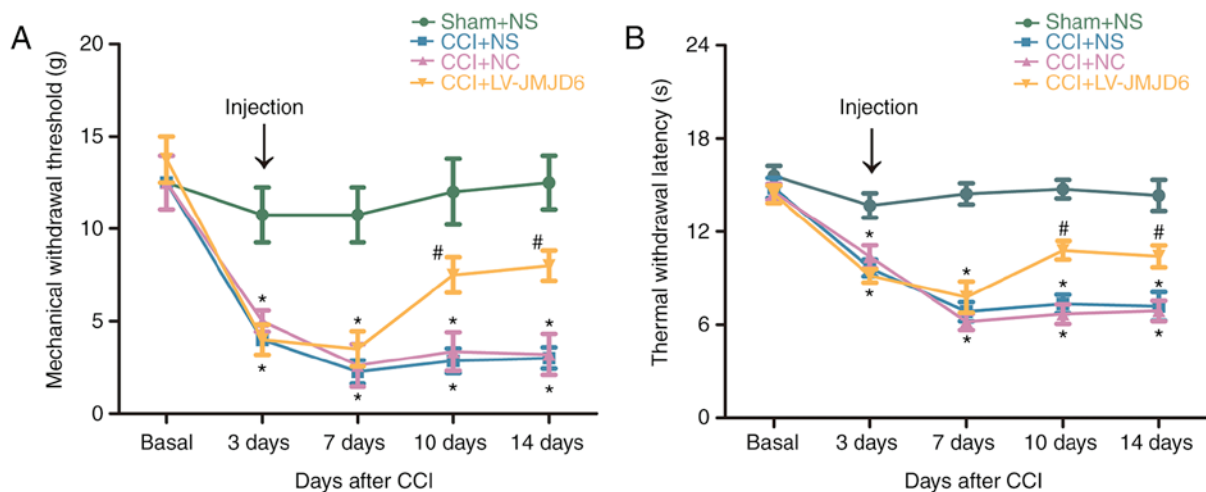 A
Sham+NS
CCI+NS
CCI+NC
CCI+LV-JMJD6
Mechanical withdrawal threshold (g)
20
15
10
5
0
Injection
#
#
*
*
*
*
*
*
*
*
Basal
3 days
7 days
10 days
14 days
Days after CCI
B
Sham+NS
CCI+NS
CCI+NC
CCI+LV-JMJD6
Thermal withdrawal latency (s)
24
18
12
6
0
Injection
#
#
*
*
*
*
*
*
*
*
Basal
3 days
7 days
10 days
14 days
Days after CCI